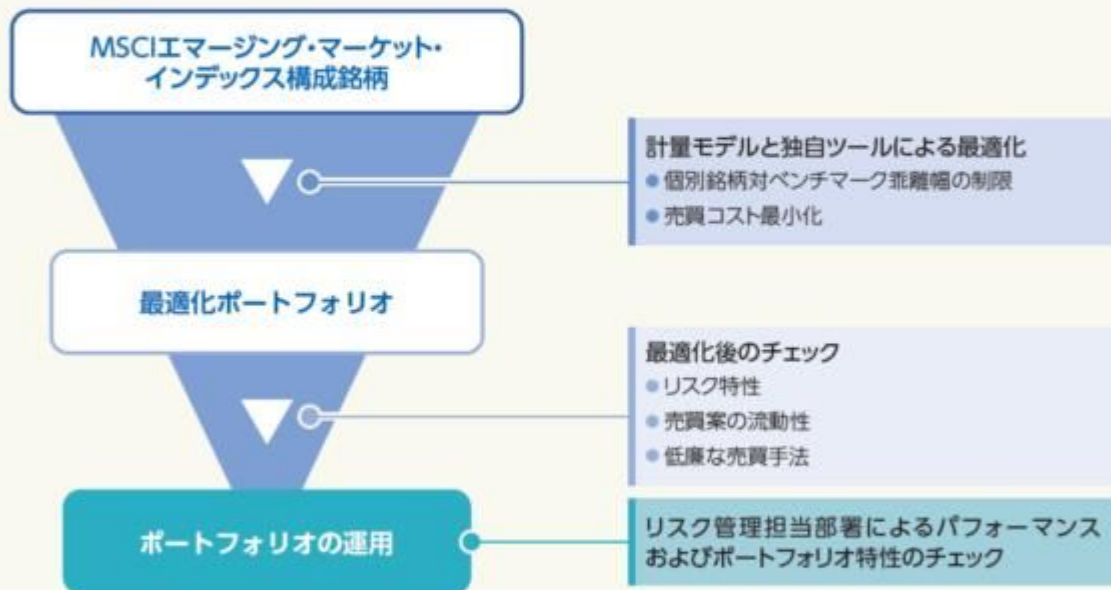 MSCIエマージング・マーケット・
インデックス構成銘柄
計量モデルと独自ツールによる最適化
●個別銘柄対ベンチマーク乖離幅の制限
●売買コスト最小化
最適化ポートフォリオ
最適化後のチェック
●リスク特性
●売買案の流動性
●低廉な売買手法
ポートフォリオの運用
リスク管理担当部署によるパフォーマンス
およびポートフォリオ特性のチェック